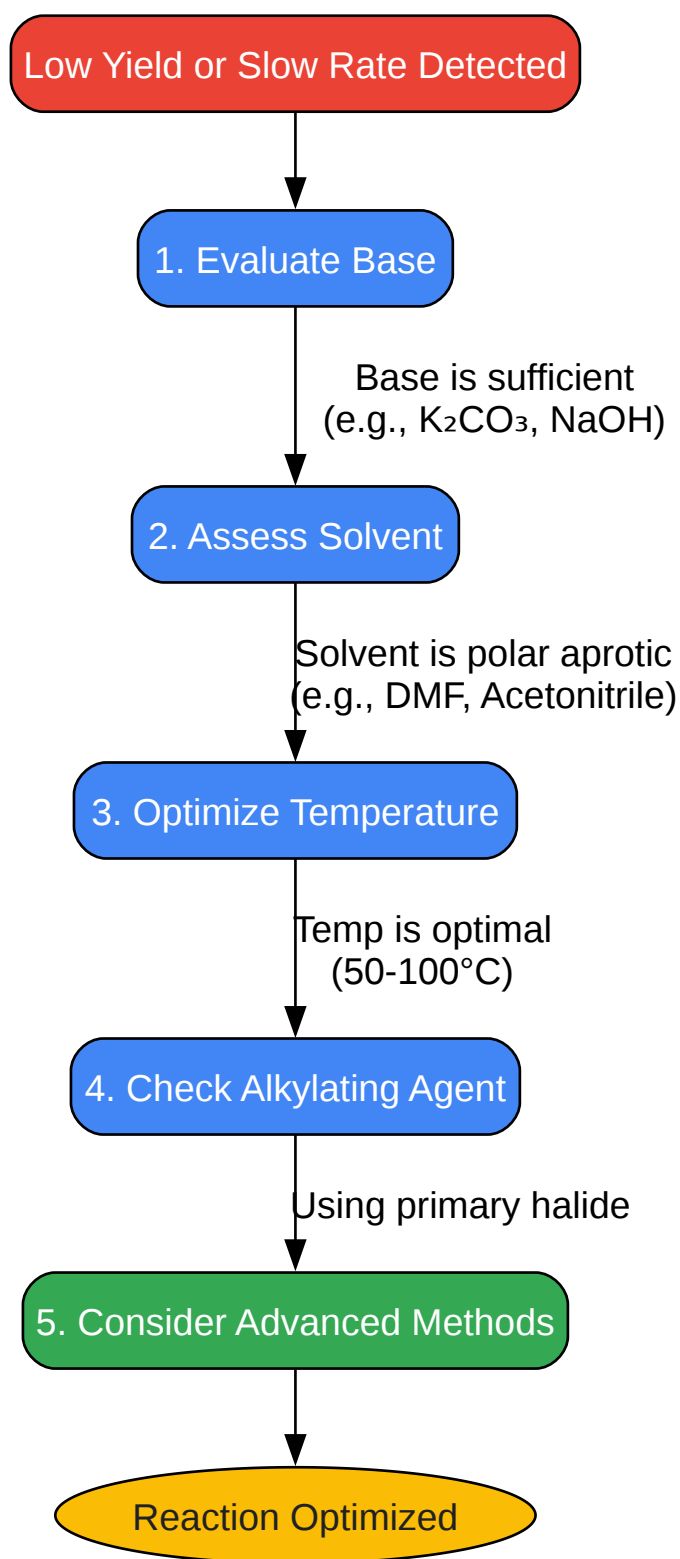 Low Yield or Slow Rate Detected
1. Evaluate Base
Base is sufficient
(e.g., K₂CO₃, NaOH)
2. Assess Solvent
Solvent is polar aprotic
(e.g., DMF, Acetonitrile)
3. Optimize Temperature
Temp is optimal
(50-100°C)
4. Check Alkylating Agent
Using primary halide
5. Consider Advanced Methods
Reaction Optimized